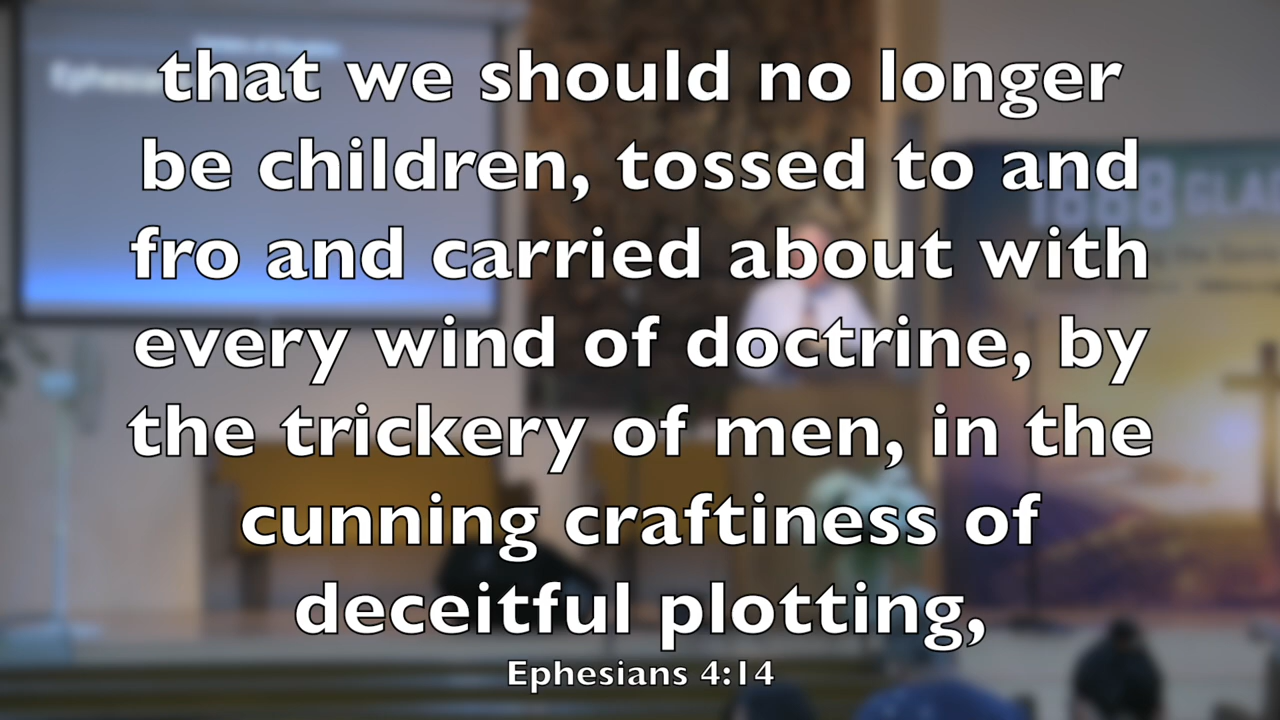 that we should no longer
be children, tossed to and
fro and carried about with
every wind of doctrine, by
the trickery of men, in the
cunning craftiness of
deceitful plotting,
Ephesians 4:14
1888